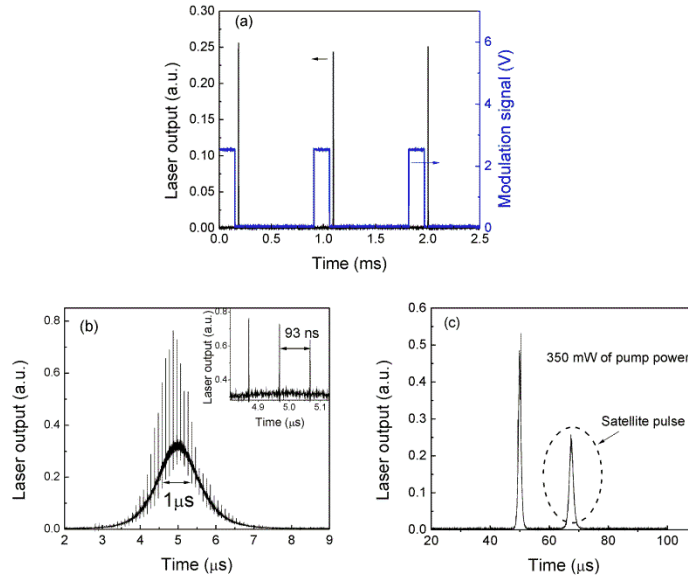 (a)
Laser output (a.u.)
0.30
0.25
0.20
0.15
0.10
0.05
0.00
6
4
2
0
Modulation signal (V)
0.0 0.5 1.0 1.5 2.0 2.5
Time (ms)
(b)
Laser output (a.u.)
0.8
0.6
0.4
0.2
0.0
1μs
2 3 4 5 6 7 8 9
Time (μs)
Laser output (a.u.)
0.8
0.6
0.4
93 ns
4.9 5.0 5.1
Time (μs)
(c)
Laser output (a.u.)
0.6
0.5
0.4
0.3
0.2
0.1
0.0
350 mW of pump power
Satellite pulse
20 40 60 80 100
Time (μs)